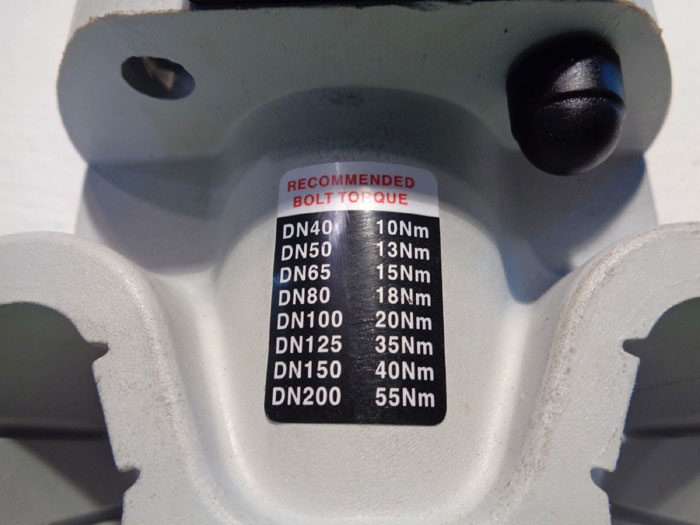 RECOMMENDED
BOLT TORQUE
DN40 10Nm
DN50 13Nm
DN65 15Nm
DN80 18Nm
DN100 20Nm
DN125 35Nm
DN150 40Nm
DN200 55Nm